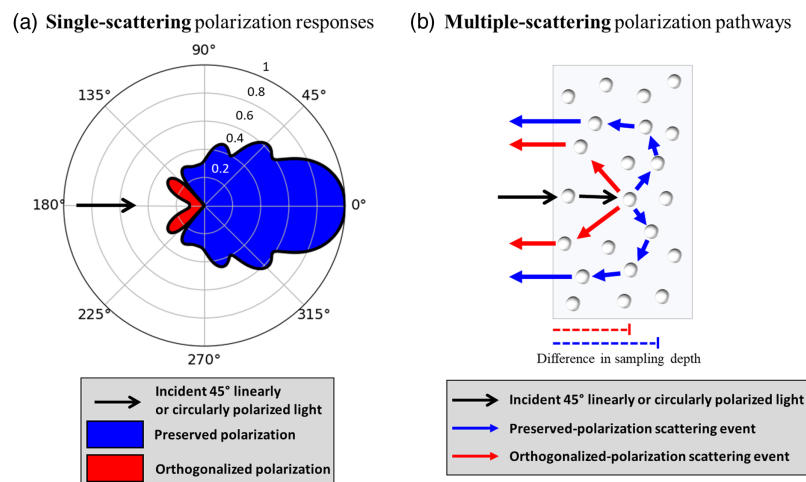 (a) Single-scattering polarization responses
90°
1
135°
0.8
45°
0.6
0.4
0.2
180°
0°
225°
315°
270°
Incident 45° linearly
or circularly polarized light
Preserved polarization
Orthogonalized polarization
(b) Multiple-scattering polarization pathways
Difference in sampling depth
Incident 45° linearly or circularly polarized light
Preserved-polarization scattering event
Orthogonalized-polarization scattering event